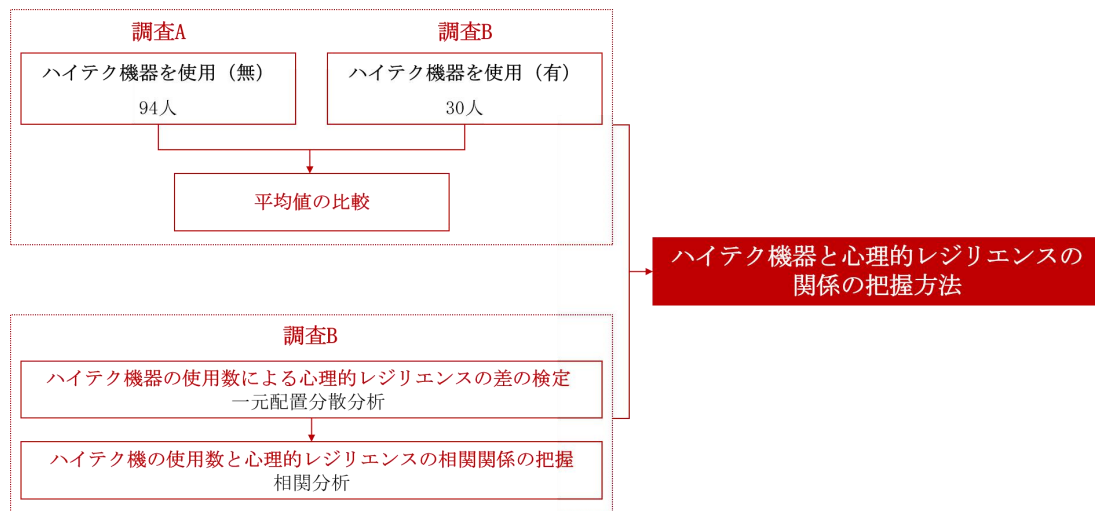 調査A
調査B
ハイテク機器を使用（無）
94人
ハイテク機器を使用（有）
30人
平均値の比較
ハイテク機器と心理的レジリエンスの
関係の把握方法
調査B
ハイテク機器の使用数による心理的レジリエンスの差の検定
一元配置分散分析
ハイテク機の使用数と心理的レジリエンスの相関関係の把握
相関分析